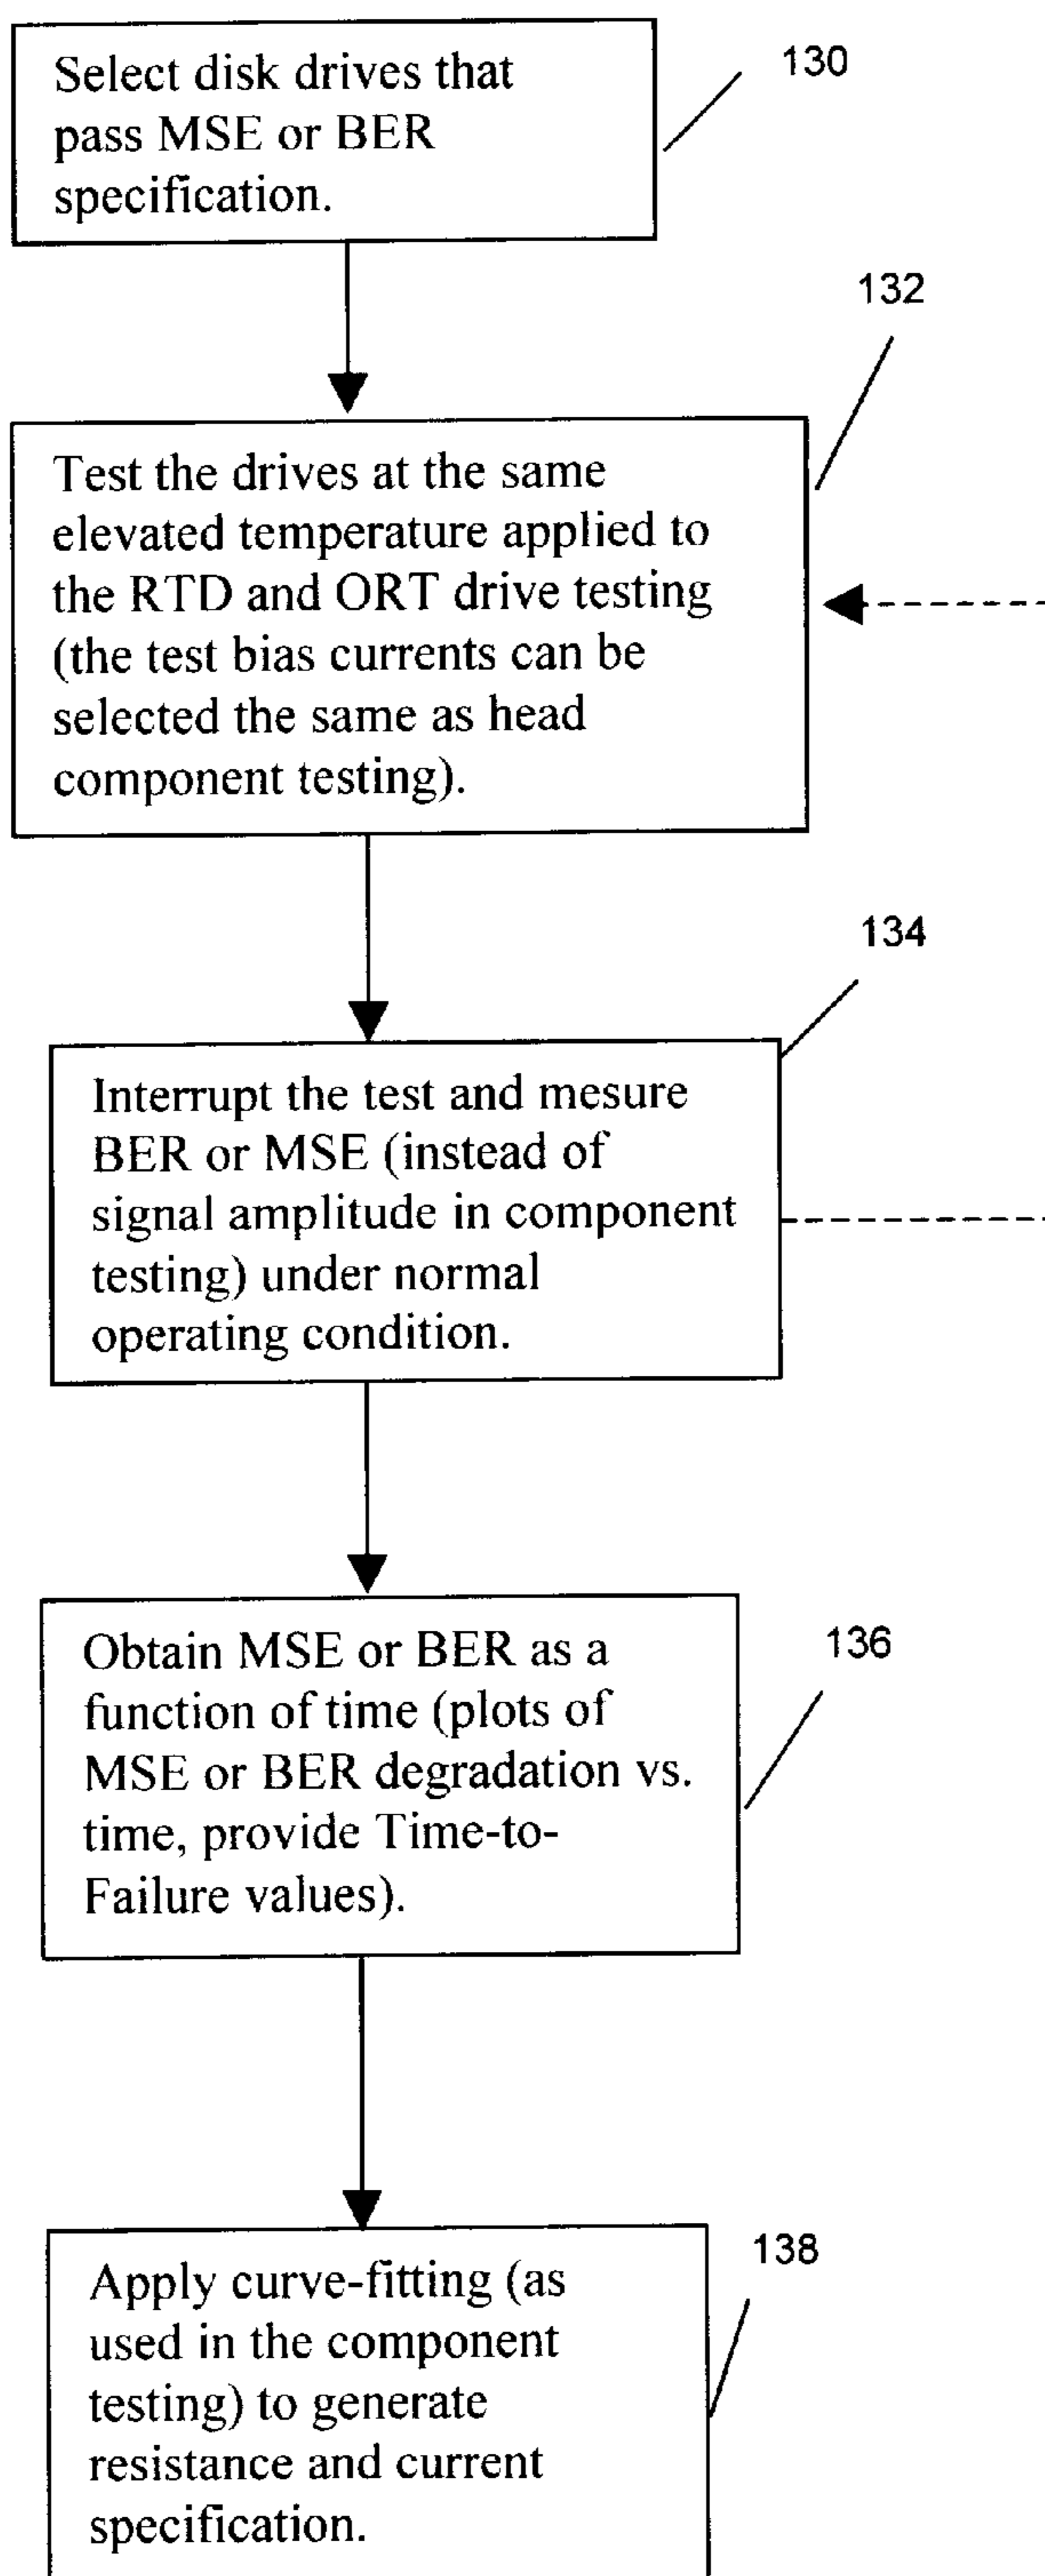 Select disk drives that
pass MSE or BER
specification.
130
132
Test the drives at the same
elevated temperature applied to
the RTD and ORT drive testing
(the test bias currents can be
selected the same as head
component testing).
134
Interrupt the test and mesure
BER or MSE (instead of
signal amplitude in component
testing) under normal
operating condition.
136
Obtain MSE or BER as a
function of time (plots of
MSE or BER degradation vs.
time, provide Time-to-
Failure values).
138
Apply curve-fitting (as
used in the component
testing) to generate
resistance and current
specification.